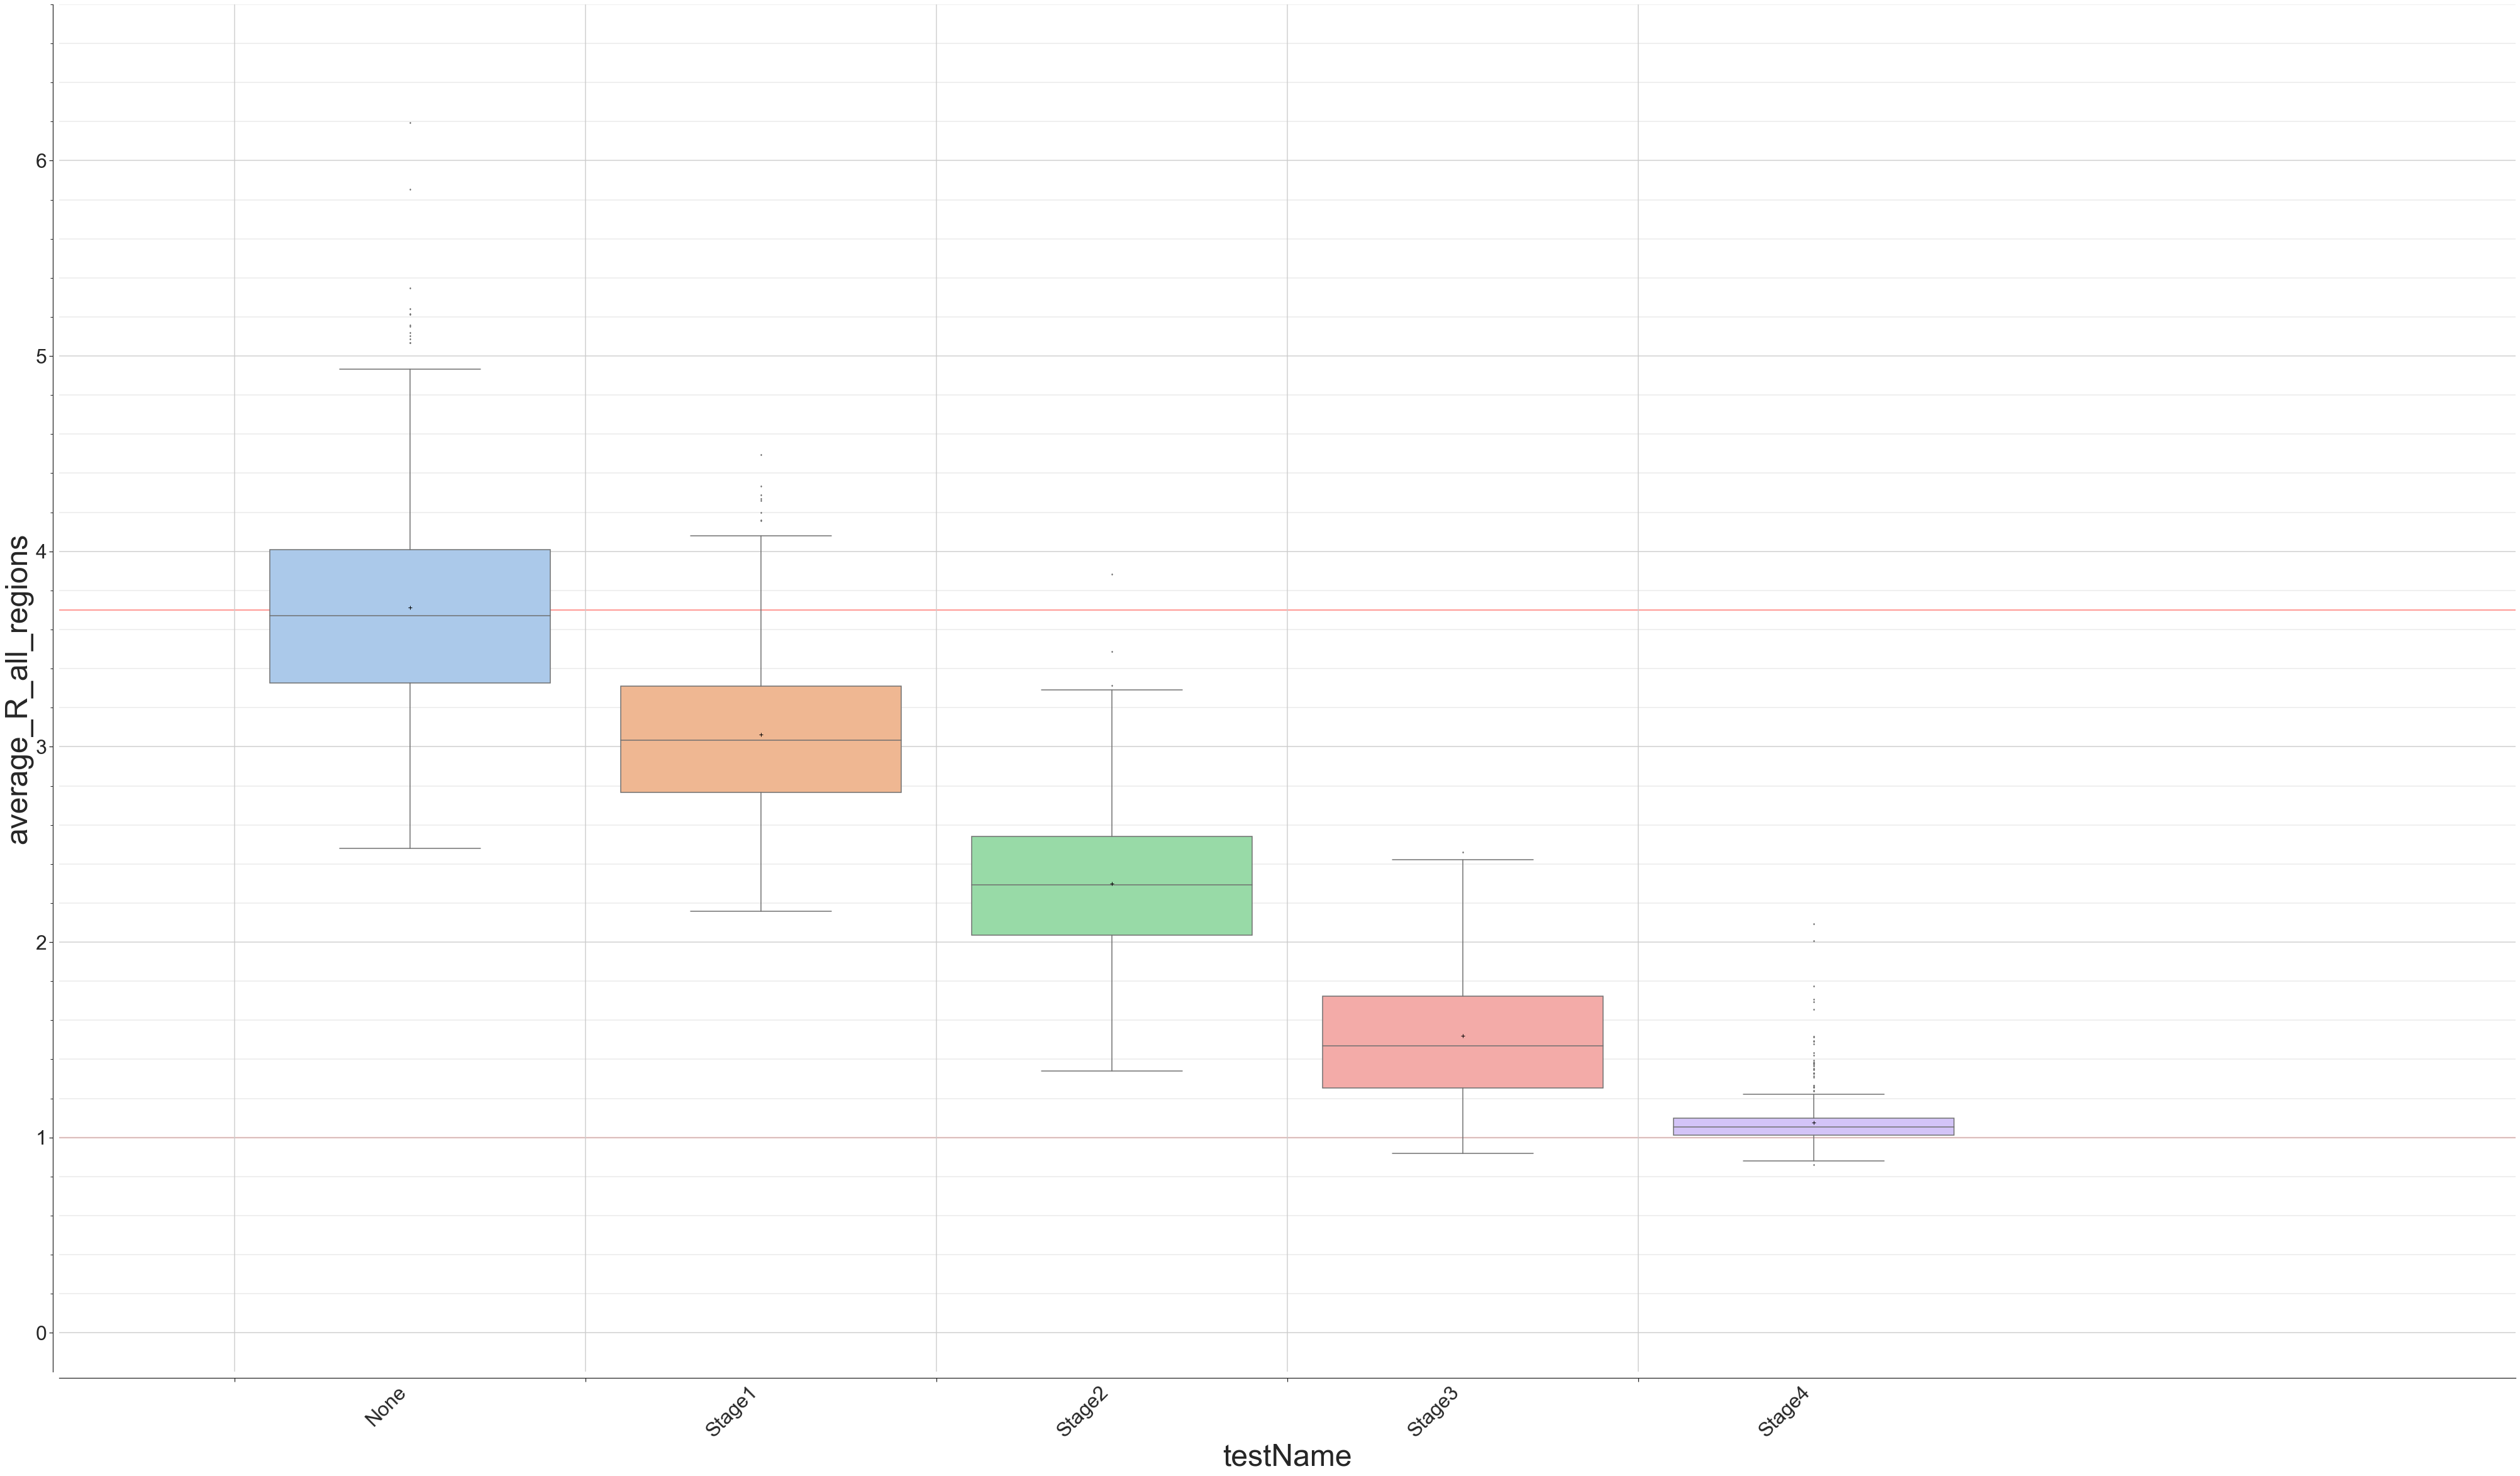 average_R_all_regions
6
5
4
3
2
1
0
None
Stage1
Stage2
Stage3
Stage4
testName